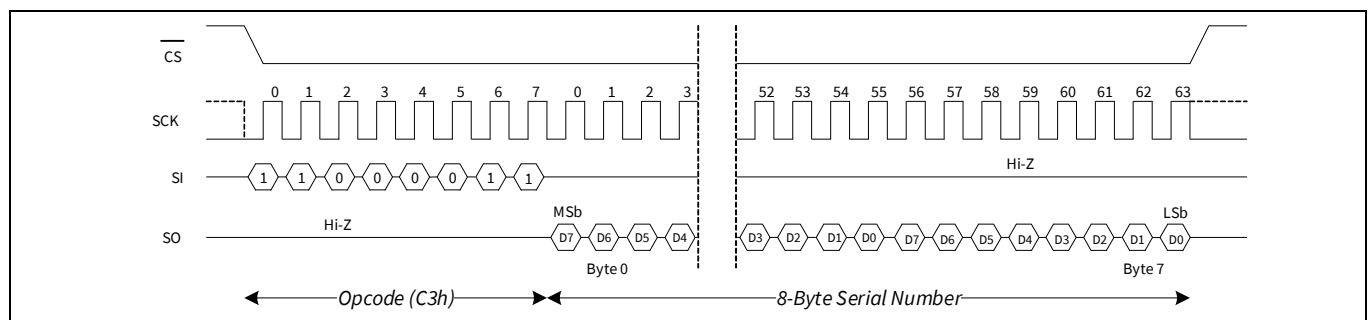 CS
0 1 2 3 4 5 6 7 0 1 2 3 52 53 54 55 56 57 58 59 60 61 62 63
SCK
Hi-Z
SI 1 1 0 0 0 0 1 1
MSb LSb
Hi-Z
SO D7 D6 D5 D4 D3 D2 D1 D0 D7 D6 D5 D4 D3 D2 D1 D0
Byte 0 Byte 7
Opcode (C3h) 8-Byte Serial Number